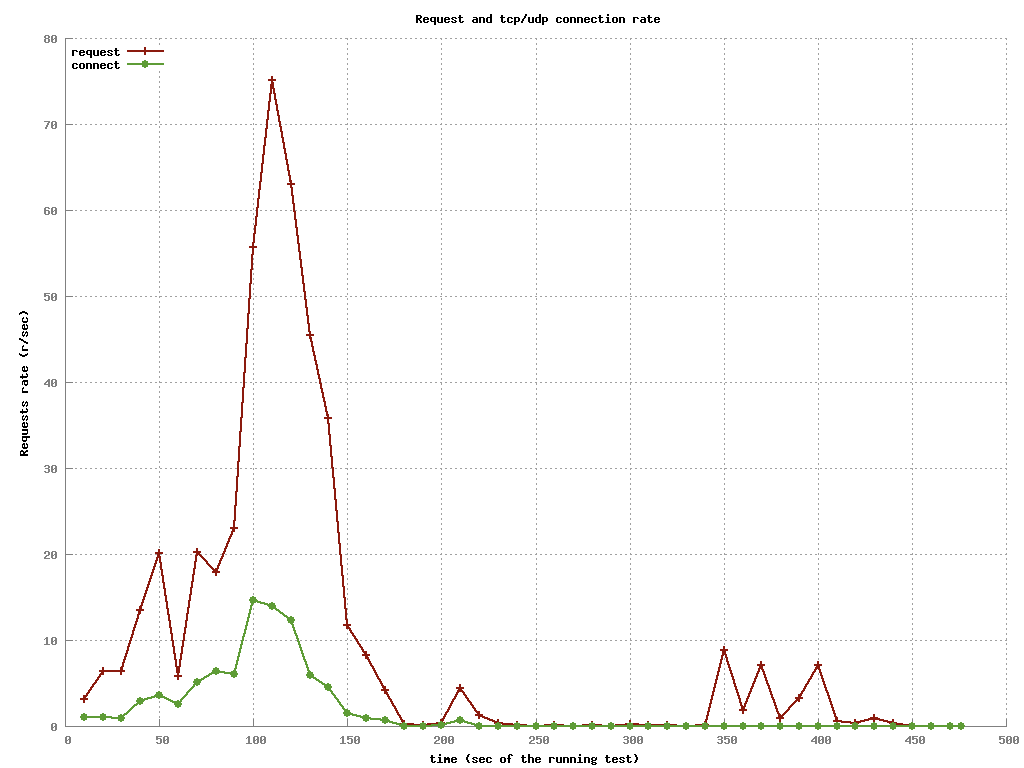 Request and tcp/udp connection rate
request
connect
80
70
60
50
40
30
20
10
0
Requests rate (r/sec)
0 50 100 150 200 250 300 350 400 450 500
time (sec of the running test)